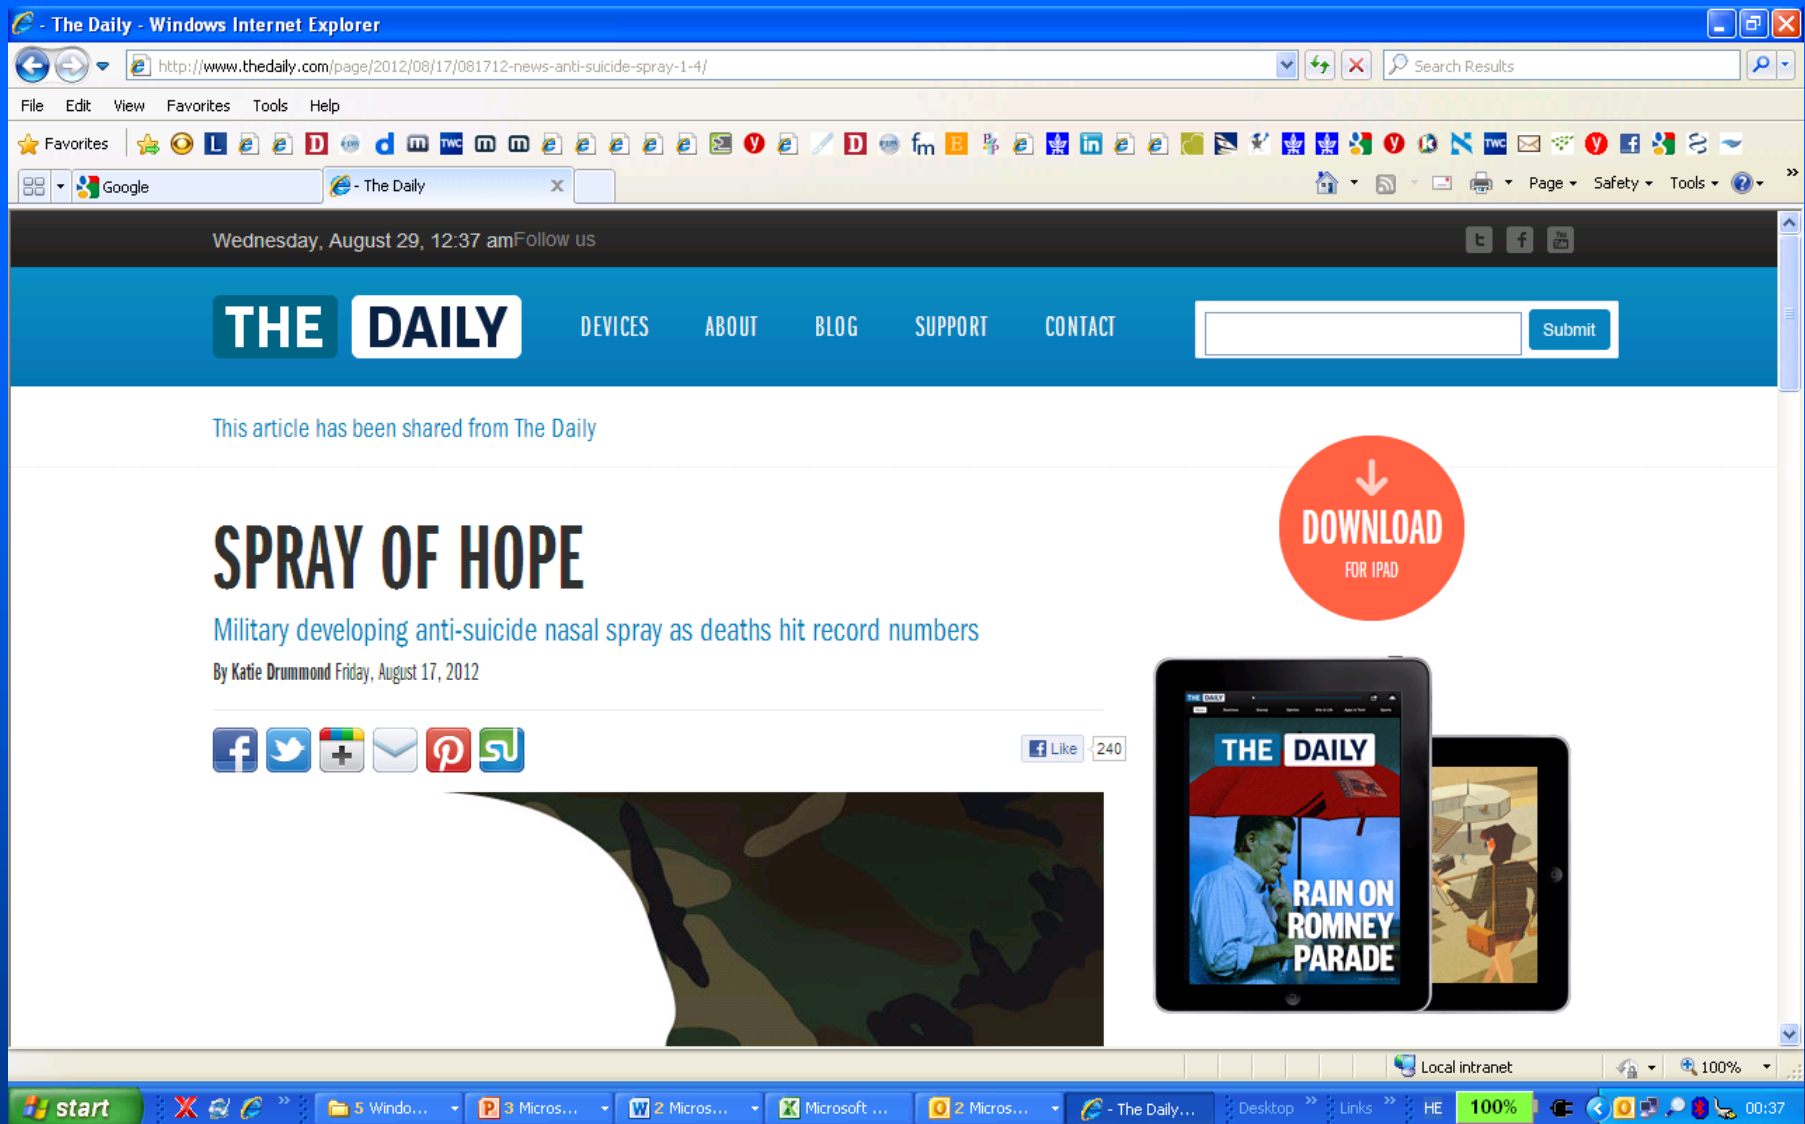 - The Daily - Windows Internet Explorer
http://www.thedaily.com/page/2012/08/17/081712-news-anti-suicide-spray-1-4/
Search Results
File Edit View Favorites Tools Help
Favorites
Google
- The Daily
Page Safety Tools
Wednesday, August 29, 12:37 amFollow us
THE DAILY
DEVICES ABOUT BLOG SUPPORT CONTACT
Submit
This article has been shared from The Daily
DOWNLOAD
FOR IPAD
SPRAY OF HOPE
Military developing anti-suicide nasal spray as deaths hit record numbers
By Katie Drummond Friday, August 17, 2012
Like 240
THE DAILY
RAIN ON
ROMNEY
PARADE
Local intranet
100%
start
5 Windo...
3 Micros...
2 Micros...
Microsoft ...
2 Micros...
- The Daily...
Desktop
Links
HE
100%
00:37